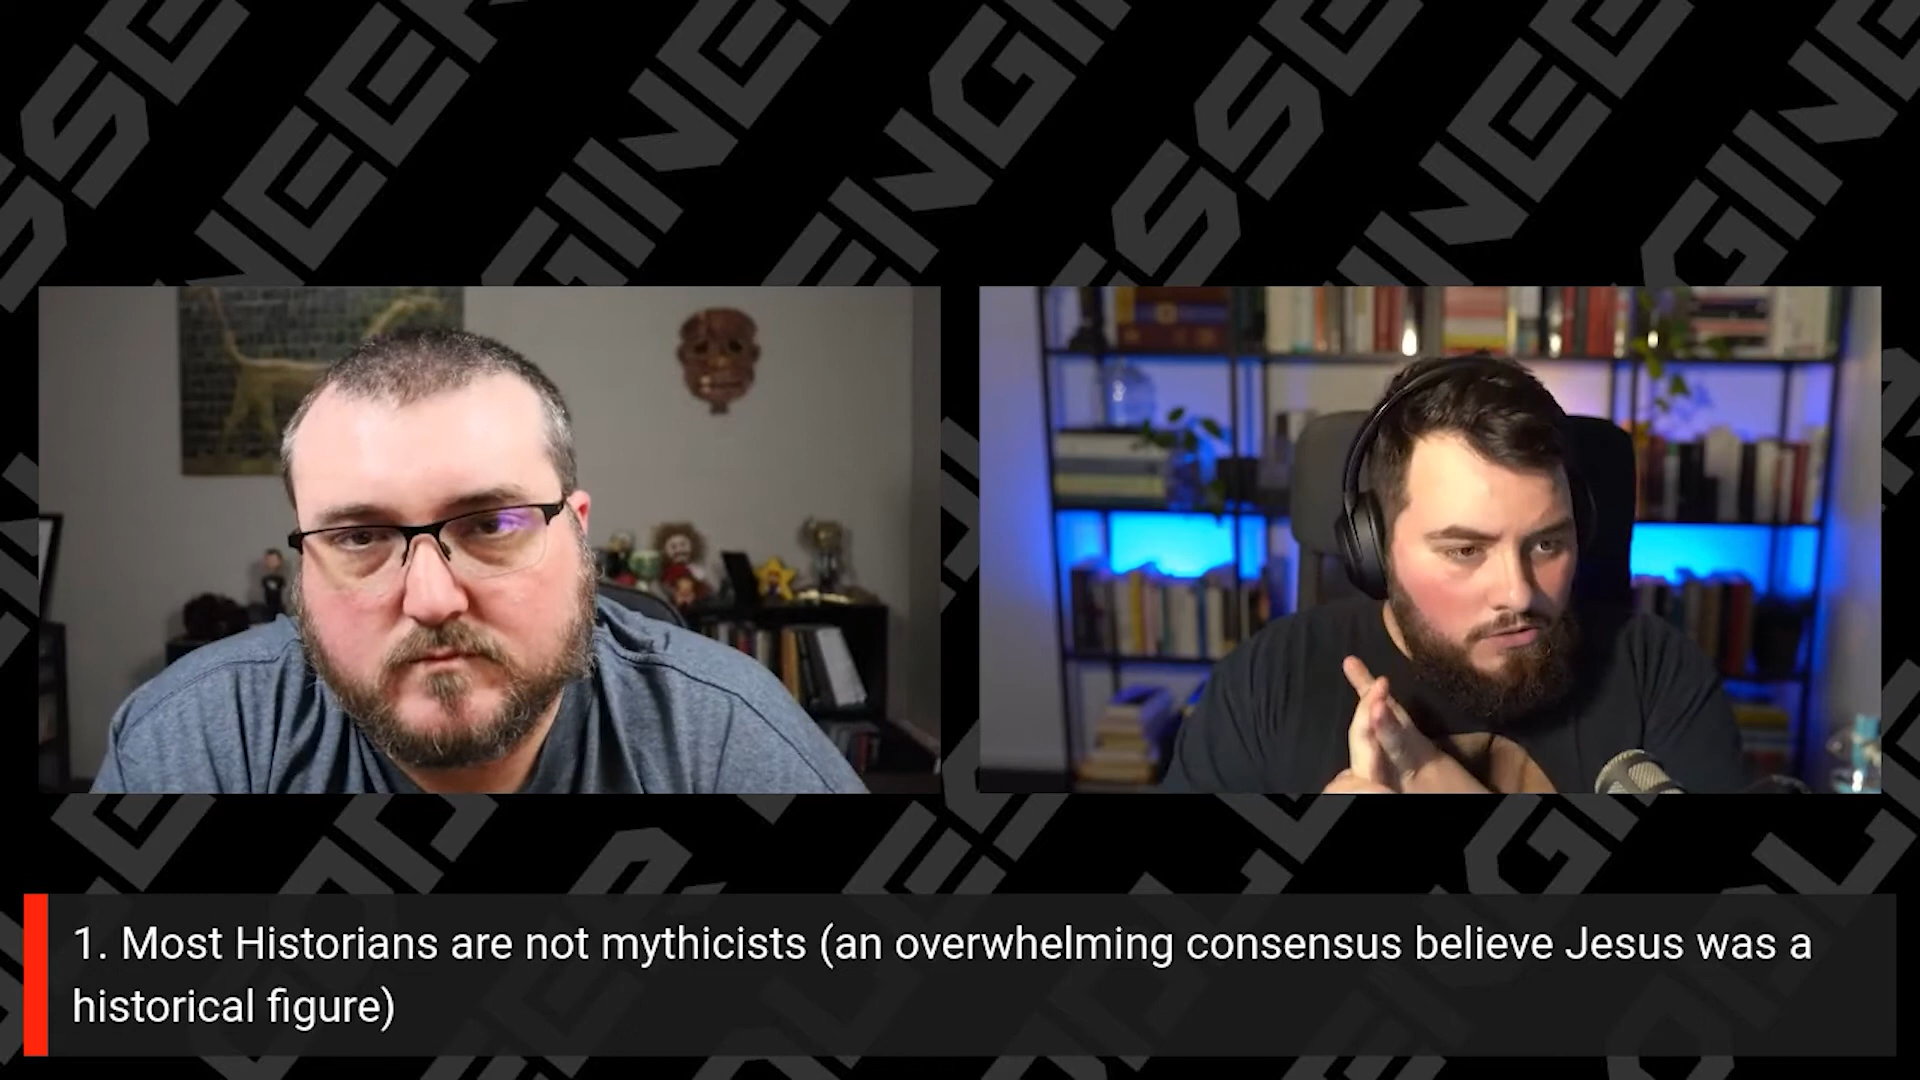 1. Most Historians are not mythicists (an overwhelming consensus believe Jesus was a
historical figure)